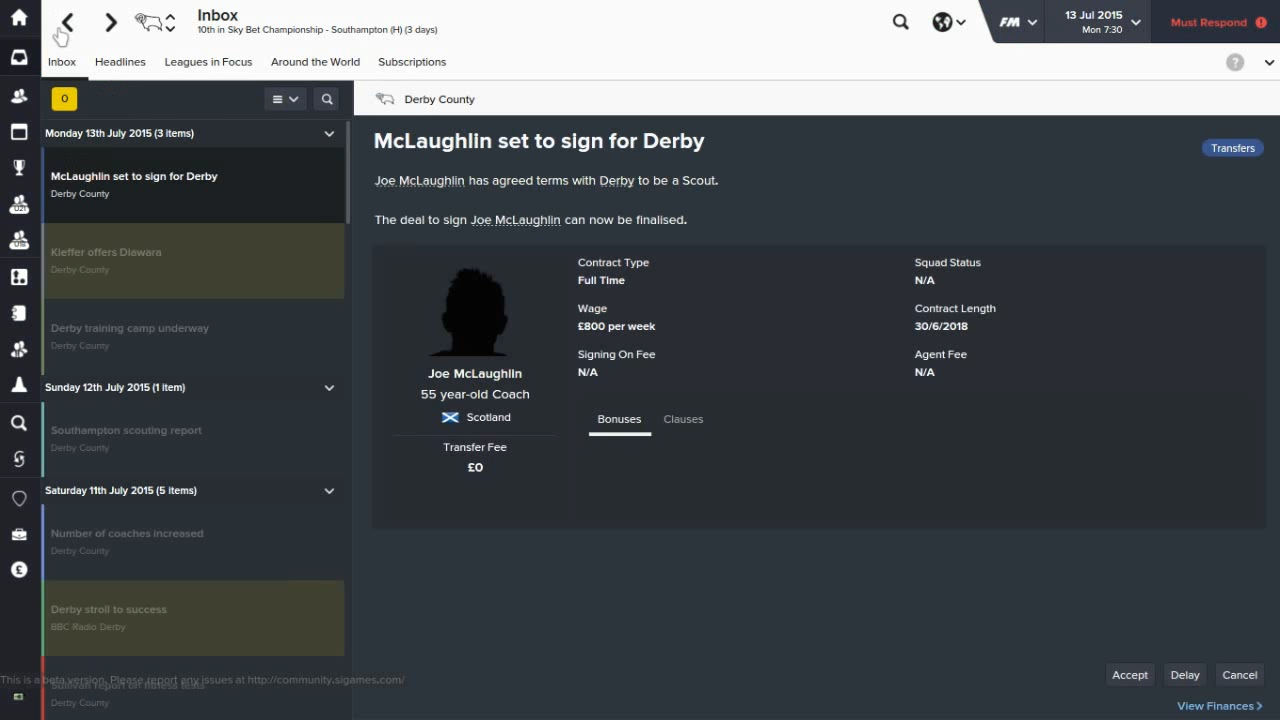 Inbox
10th in Sky Bet Championship - Southampton (H) (3 days)
FM
13 Jul 2015
Mon 7:30
Must Respond
Inbox
Headlines
Leagues in Focus
Around the World
Subscriptions
?
0
Monday 13th July 2015 (3 items)
McLaughlin set to sign for Derby
Derby County
Kieffer offers Diawara
Derby County
Derby training camp underway
Derby County
Sunday 12th July 2015 (1 item)
Southampton scouting report
Derby County
Saturday 11th July 2015 (5 items)
Number of coaches increased
Derby County
Derby stroll to success
BBC Radio Derby
Sullivan report on fitness tests
Derby County
This is a beta version. Please report any issues at http://community.sigames.com/
Derby County
McLaughlin set to sign for Derby
Transfers
Joe McLaughlin has agreed terms with Derby to be a Scout.
The deal to sign Joe McLaughlin can now be finalised.
Joe McLaughlin
55 year-old Coach
Scotland
Transfer Fee
£0
Contract Type
Full Time
Squad Status
N/A
Wage
£800 per week
Contract Length
30/6/2018
Signing On Fee
N/A
Agent Fee
N/A
Bonuses
Clauses
Accept
Delay
Cancel
View Finances